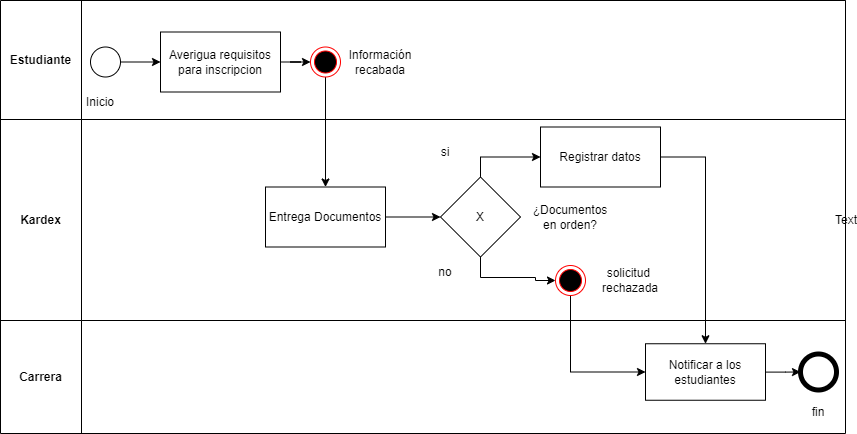 Estudiante
Averigua requisitos
para inscripcion
Información
recabada
Inicio
Kardex
Entrega Documentos
si
X
no
Registrar datos
¿Documentos
en orden?
solicitud
rechazada
Text
Carrera
Notificar a los
estudiantes
fin